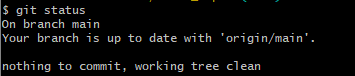 $ git status
On branch main
Your branch is up to date with 'origin/main'.
nothing to commit, working tree clean